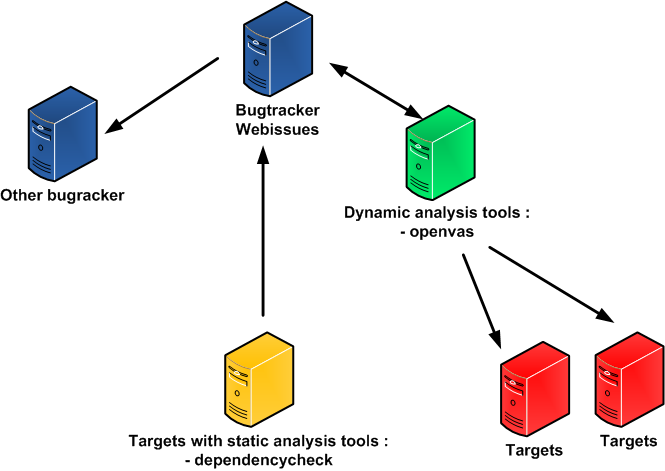 Bugtracker
Webissues
Other bugracker
Dynamic analysis tools :
- openvas
Targets with static analysis tools :
- dependencycheck
Targets
Targets